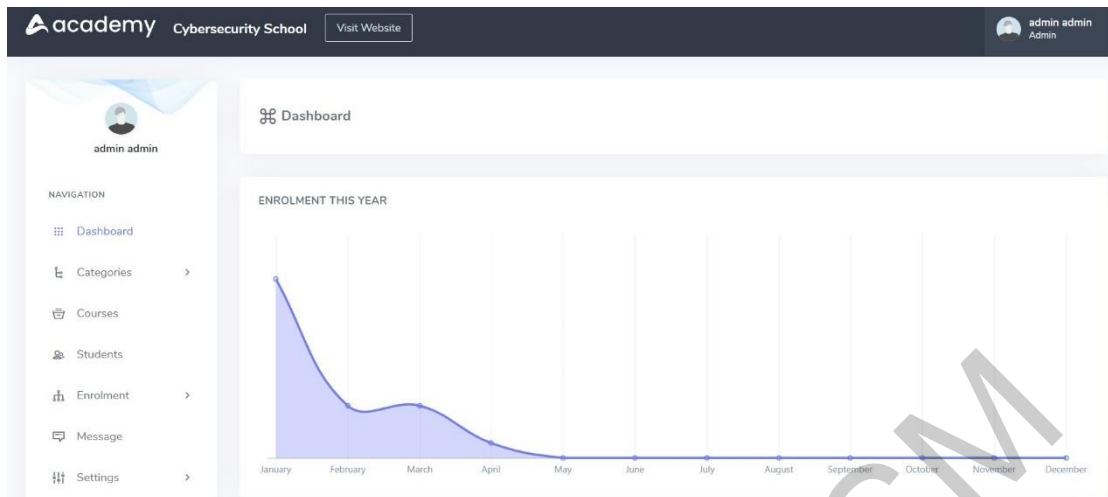 academy Cybersecurity School Visit Website
admin admin
Admin
admin admin
NAVIGATION
Dashboard
Categories
Courses
Students
Enrolment
Message
Settings
Dashboard
ENROLMENT THIS YEAR
January February March April May June July August September October November December
CM